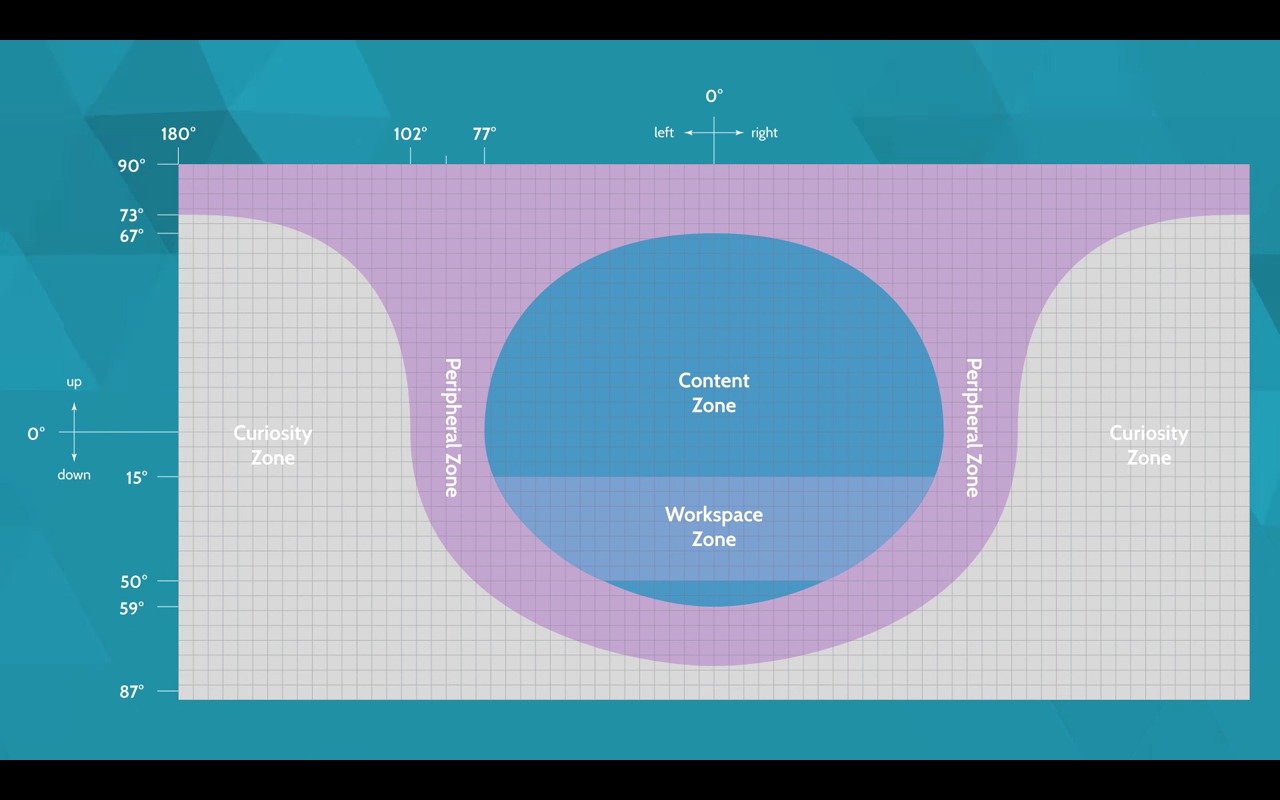 0°
left right
180° 102° 77°
90°
73°
67°
Content
Zone
Peripheral Zone
Peripheral Zone
up
0°
down
15°
Curiosity
Zone
Curiosity
Zone
Workspace
Zone
50°
59°
87°